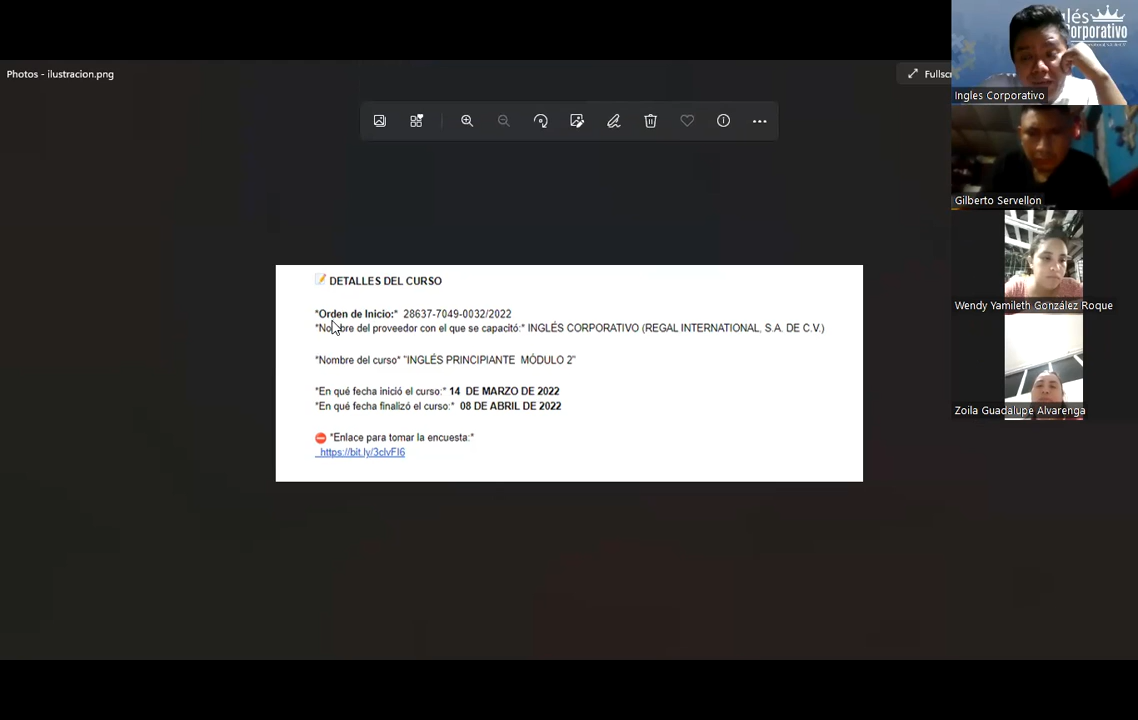 Photos - ilustracion.png
Fullscr
📝 DETALLES DEL CURSO
*Orden de Inicio:* 28637-7049-0032/2022
*Nombre del proveedor con el que se capacitó:* INGLÉS CORPORATIVO (REGAL INTERNATIONAL, S.A. DE C.V.)
*Nombre del curso* "INGLÉS PRINCIPIANTE MÓDULO 2"
*En qué fecha inició el curso:* 14 DE MARZO DE 2022
*En qué fecha finalizó el curso:* 08 DE ABRIL DE 2022
⛔ *Enlace para tomar la encuesta:*
https://bit.ly/3clvFI6
lés
orporativo
Ingles Corporativo
Gilberto Servellon
Wendy Yamileth González Roque
Zoila Guadalupe Alvarenga